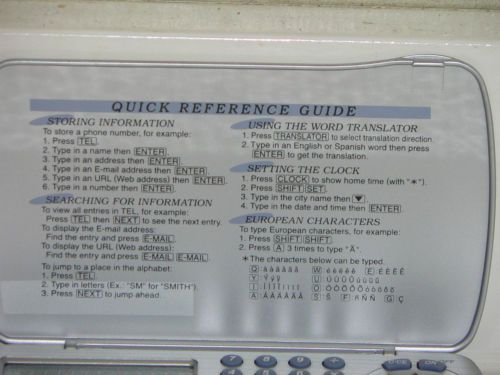 QUICK REFERENCE GUIDE
STORING INFORMATION
To store a phone number, for example:
1. Press TEL.
2. Type in a name then ENTER.
3. Type in an address then ENTER.
4. Type in an E-mail address then ENTER.
5. Type in an URL (Web address) then ENTER.
6. Type in a number then ENTER.
SEARCHING FOR INFORMATION
To view all entries in TEL, for example:
Press TEL then NEXT to see the next entry.
To display the E-mail address:
Find the entry and press E-MAIL.
To display the URL (Web address):
Find the entry and press E-MAIL E-MAIL.
To jump to a place in the alphabet:
1. Press TEL.
2. Type in letters (Ex.: "SM" for "SMITH").
3. Press NEXT to jump ahead.
USING THE WORD TRANSLATOR
1. Press TRANSLATOR to select translation direction.
2. Type in an English or Spanish word then press
ENTER to get the translation.
SETTING THE CLOCK
1. Press CLOCK to show home time (with "*").
2. Press SHIFT SET.
3. Type in the city name then ▼.
4. Type in the date and time then ENTER.
EUROPEAN CHARACTERS
To type European characters, for example:
1. Press SHIFT SHIFT.
2. Press A 3 times to type "Ä".
*The characters below can be typed.
7 8 9 +
ON/OFF